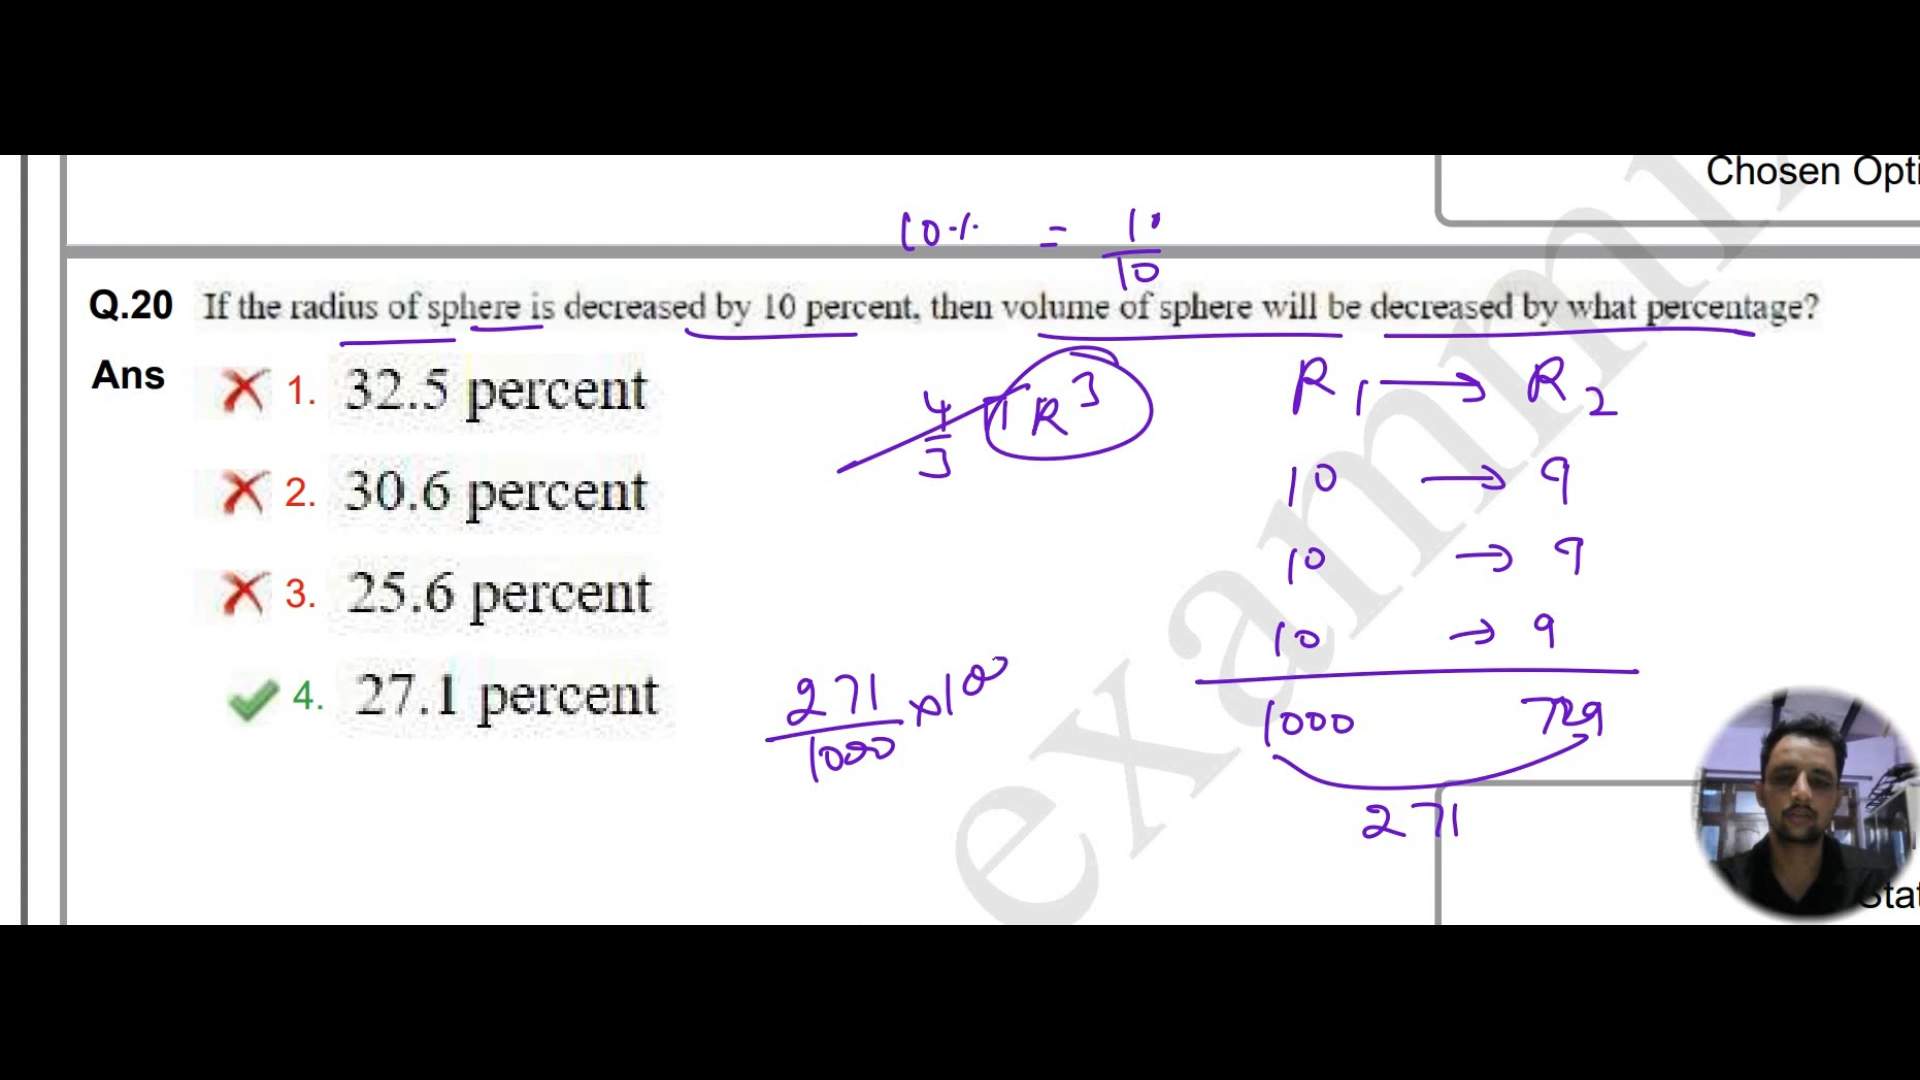 Chosen Opti
10% = 1/10
Q.20 If the radius of sphere is decreased by 10 percent, then volume of sphere will be decreased by what percentage?
Ans 1. 32.5 percent
2. 30.6 percent
3. 25.6 percent
4. 27.1 percent
4/3 π R³
R₁ → R₂
10 → 9
10 → 9
10 → 9
1000 729
271
271/1000 ×100
examm
Stat